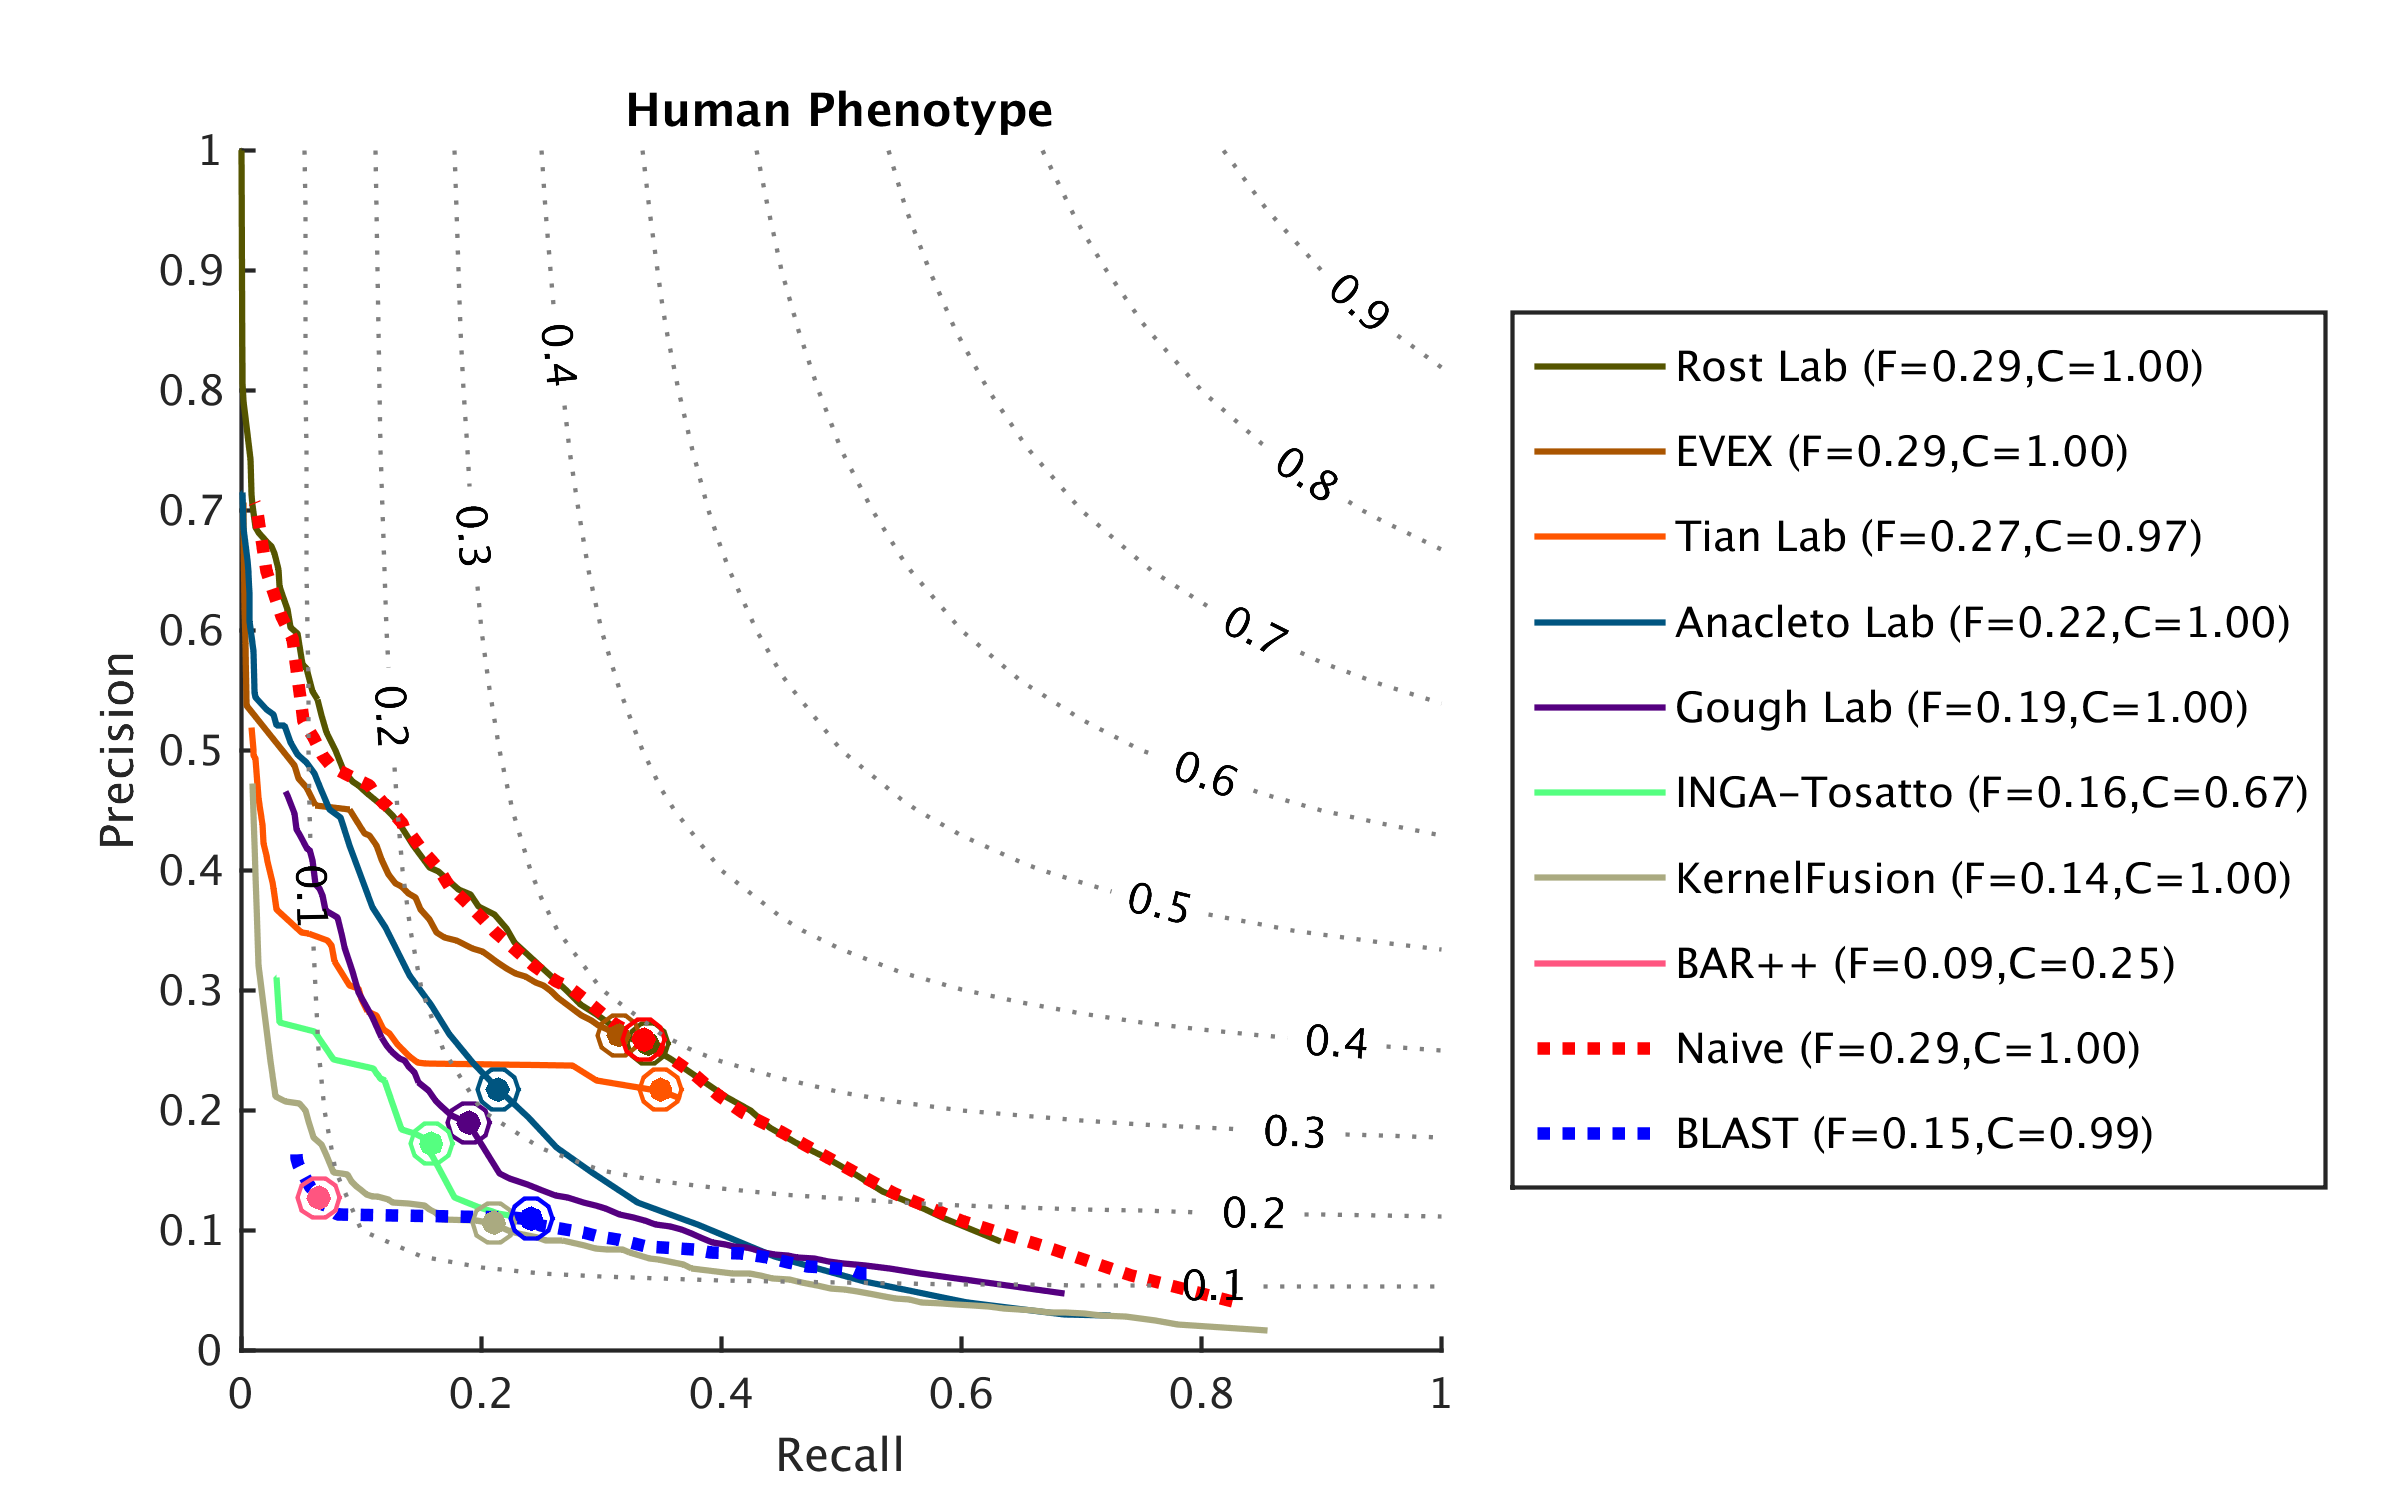 Human Phenotype
Precision
1
0.9
0.8
0.7
0.6
0.5
0.4
0.3
0.2
0.1
0
0
0.2
0.4
0.6
0.8
1
Recall
0.1
0.2
0.3
0.4
0.9
0.8
0.7
0.6
0.5
0.4
0.3
0.2
0.1
Rost Lab (F=0.29,C=1.00)
EVEX (F=0.29,C=1.00)
Tian Lab (F=0.27,C=0.97)
Anacleto Lab (F=0.22,C=1.00)
Gough Lab (F=0.19,C=1.00)
INGA-Tosatto (F=0.16,C=0.67)
KernelFusion (F=0.14,C=1.00)
BAR++ (F=0.09,C=0.25)
Naive (F=0.29,C=1.00)
BLAST (F=0.15,C=0.99)